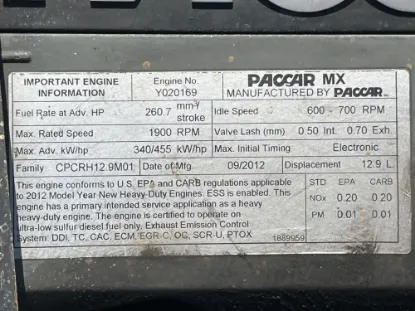 IMPORTANT ENGINE INFORMATION
Engine No. Y020169
PACCAR MX
MANUFACTURED BY PACCAR INC
Fuel Rate at Adv. HP 260.7 mm³/stroke
Idle Speed 600 - 700 RPM
Max. Rated Speed 1900 RPM
Valve Lash (mm) 0.50 Int. 0.70 Exh.
Max. Adv. kW/hp 340/455 kW/hp
Max. Initial Timing Electronic
Family CPCRH12.9M01 Date of Mfg. 09/2012 Displacement 12.9 L
This engine conforms to U.S. EPA and CARB regulations applicable
to 2012 Model Year New Heavy-Duty Engines. ESS is enabled. This
engine has a primary intended service application as a heavy
heavy-duty engine. The engine is certified to operate on
ultra-low sulfur diesel fuel only. Exhaust Emission Control
System: DDI, TC, CAC, ECM, EGR-C, OC, SCR-U, PTOX
1889959
STD EPA CARB
NOx 0.20 0.20
PM 0.01 0.01